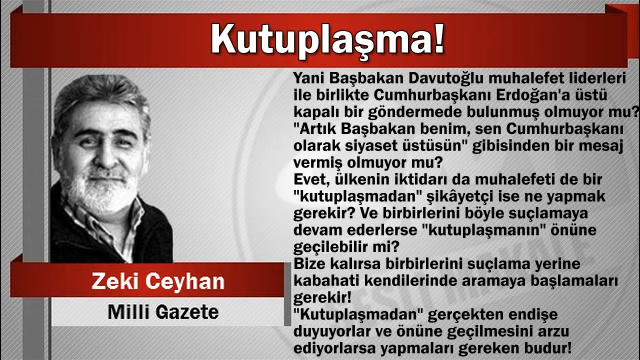 Kutuplaşma!
Yani Başbakan Davutoğlu muhalefet liderleri
ile birlikte Cumhurbaşkanı Erdoğan'a üstü
kapalı bir göndermede bulunmuş olmuyor mu?
"Artık Başbakan benim, sen Cumhurbaşkanı
olarak siyaset üstüsün" gibisinden bir mesaj
vermiş olmuyor mu?
Evet, ülkenin iktidarı da muhalefeti de bir
"kutuplaşmadan" şikâyetçi ise ne yapmak
gerekir? Ve birbirlerini böyle suçlamaya
devam ederlerse "kutuplaşmanın" önüne
geçilebilir mi?
Bize kalırsa birbirlerini suçlama yerine
kabahati kendilerinde aramaya başlamaları
gerekir!
"Kutuplaşmadan" gerçekten endişe
duyuyorlar ve önüne geçilmesini arzu
ediyorlarsa yapmaları gereken budur!
Zeki Ceyhan
Milli Gazete